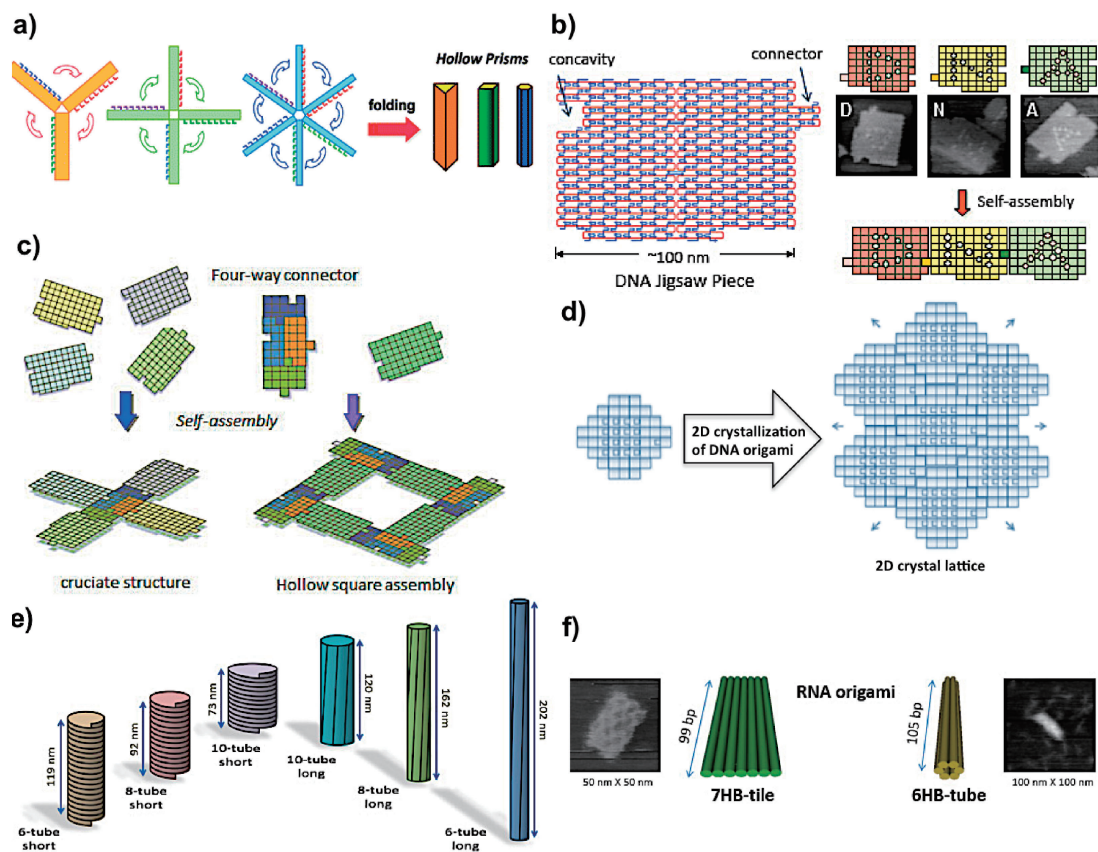 a)
Hollow Prisms
folding
b)
concavity
connector
~100 nm
DNA Jigsaw Piece
D
N
A
Self-assembly
c)
Four-way connector
Self-assembly
cruciate structure
Hollow square assembly
d)
2D crystallization
of DNA origami
2D crystal lattice
e)
119 nm
6-tube
short
92 nm
8-tube
short
73 nm
10-tube
short
120 nm
10-tube
long
162 nm
8-tube
long
202 nm
6-tube
long
f)
RNA origami
50 nm X 50 nm
99 bp
7HB-tile
105 bp
6HB-tube
100 nm X 100 nm